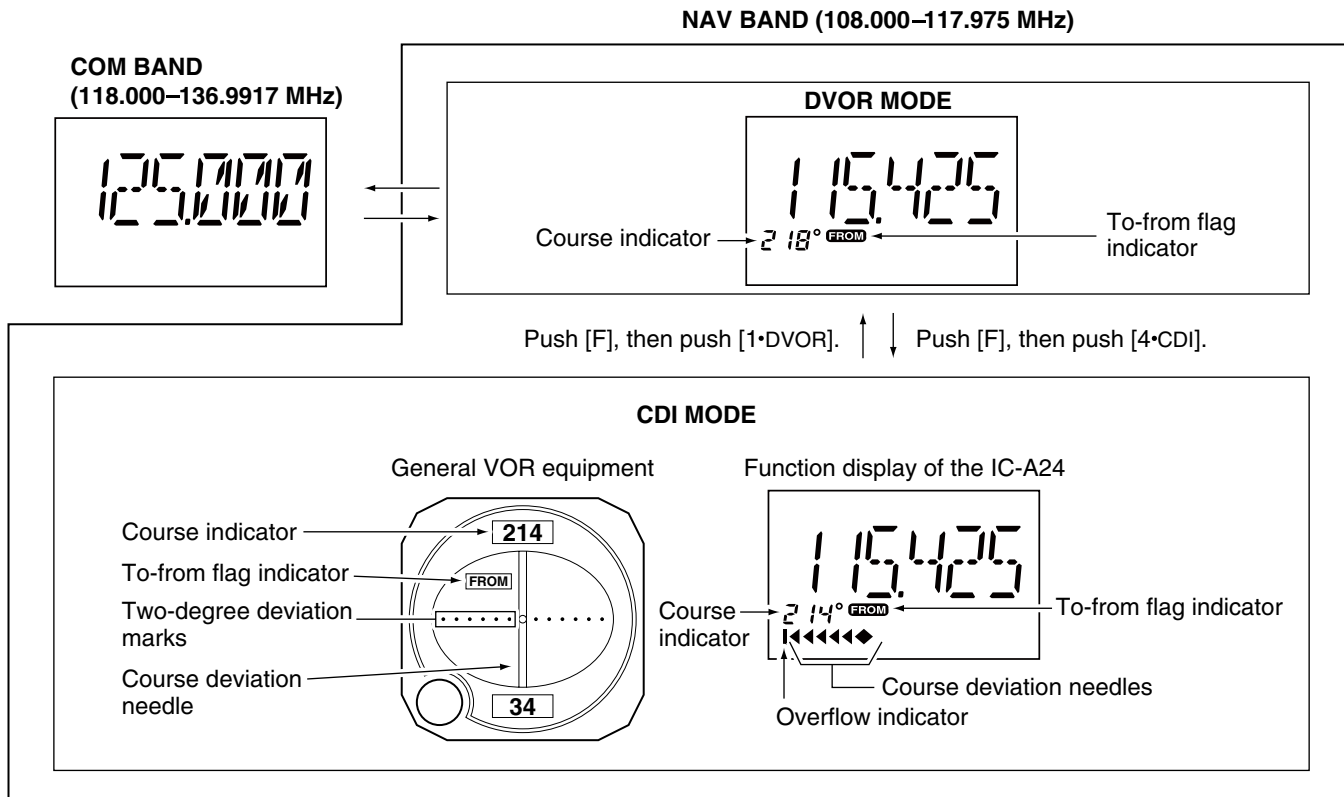 NAV BAND (108.000–117.975 MHz)
COM BAND
(118.000–136.9917 MHz)
125.000
DVOR MODE
115.425
Course indicator
218° FROM
To-from flag
indicator
Push [F], then push [1•DVOR].
Push [F], then push [4•CDI].
CDI MODE
General VOR equipment
Course indicator
214
To-from flag indicator
FROM
Two-degree deviation
marks
Course deviation
needle
34
Function display of the IC-A24
115.425
Course
indicator
214° FROM
To-from flag indicator
Course deviation needles
Overflow indicator